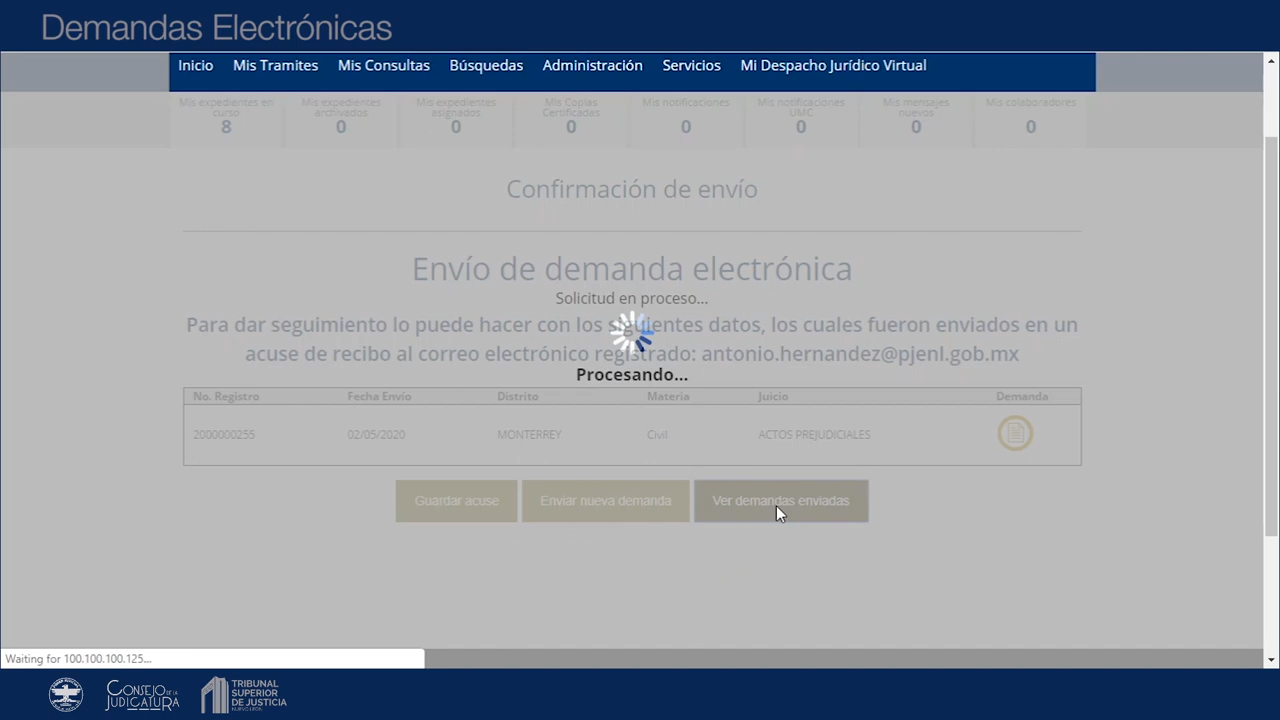 Demandas Electrónicas
Inicio Mis Tramites Mis Consultas Búsquedas Administración Servicios Mi Despacho Jurídico Virtual
Mis expedientes en curso Mis expedientes archivados Mis expedientes asignados Mis Copias Certificadas Mis notificaciones Mis notificaciones UMC Mis mensajes nuevos Mis colaboradores
8 0 0 0 0 0 0 0
Confirmación de envío
Envío de demanda electrónica
Solicitud en proceso...
Para dar seguimiento lo puede hacer con los siguientes datos, los cuales fueron enviados en un
acuse de recibo al correo electrónico registrado: antonio.hernandez@pjenl.gob.mx
Procesando...
No. Registro Fecha Envío Distrito Materia Juicio Demanda
2000000255 02/05/2020 MONTERREY Civil ACTOS PREJUDICIALES
Guardar acuse Enviar nueva demanda Ver demandas enviadas
Waiting for 100.100.100.125...
CONSEJO DE LA
JUDICATURA
TRIBUNAL
SUPERIOR
DE JUSTICIA
NUEVO LEÓN